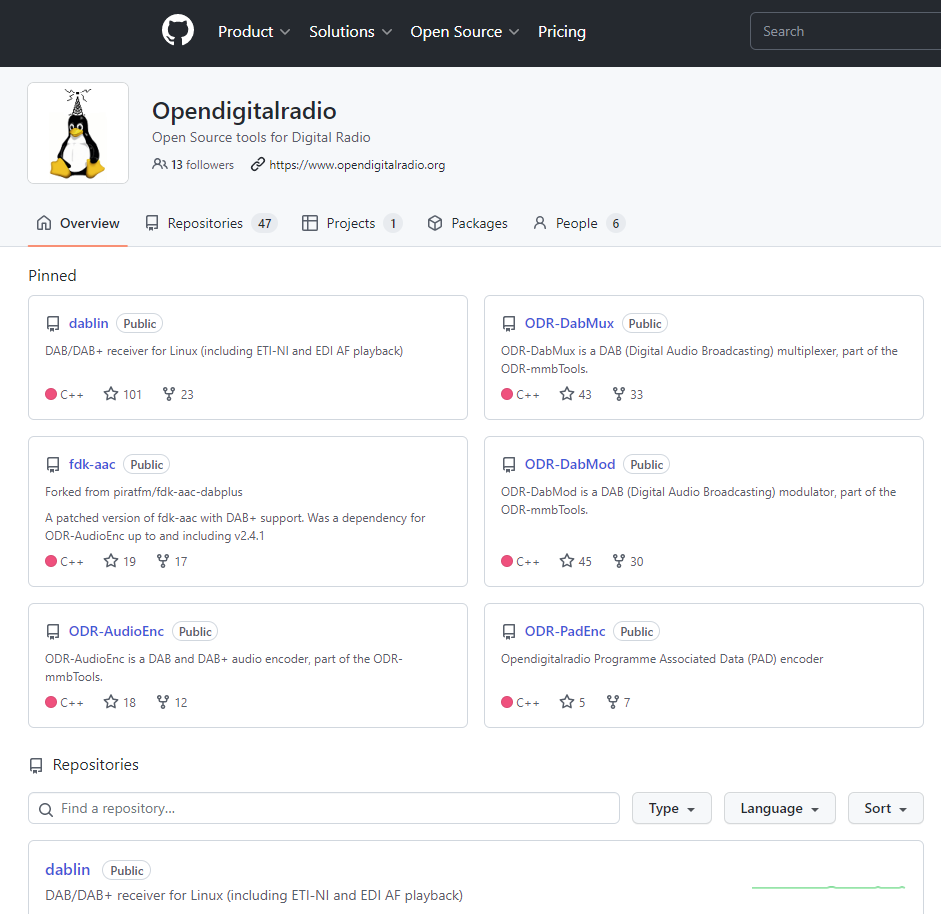 Product Solutions Open Source Pricing Search
Opendigitalradio
Open Source tools for Digital Radio
13 followers https://www.opendigitalradio.org
Overview Repositories 47 Projects 1 Packages People 6
Pinned
dablin Public
DAB/DAB+ receiver for Linux (including ETI-NI and EDI AF playback)
C++ 101 23
ODR-DabMux Public
ODR-DabMux is a DAB (Digital Audio Broadcasting) multiplexer, part of the
ODR-mmbTools.
C++ 43 33
fdk-aac Public
Forked from piratfm/fdk-aac-dabplus
A patched version of fdk-aac with DAB+ support. Was a dependency for
ODR-AudioEnc up to and including v2.4.1
C++ 19 17
ODR-DabMod Public
ODR-DabMod is a DAB (Digital Audio Broadcasting) modulator, part of the
ODR-mmbTools.
C++ 45 30
ODR-AudioEnc Public
ODR-AudioEnc is a DAB and DAB+ audio encoder, part of the ODR-
mmbTools.
C++ 18 12
ODR-PadEnc Public
Opendigitalradio Programme Associated Data (PAD) encoder
C++ 5 7
Repositories
Find a repository... Type Language Sort
dablin Public
DAB/DAB+ receiver for Linux (including ETI-NI and EDI AF playback)